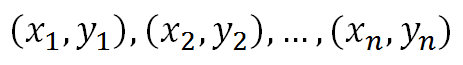 (x₁, y₁), (x₂, y₂), … , (xₙ, yₙ)